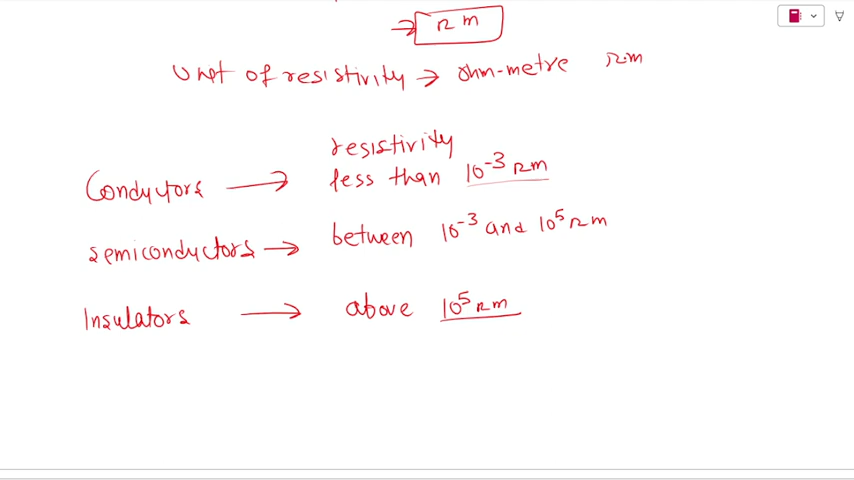 → Ω m
Unit of resistivity → ohm-metre Ωm
resistivity
Conductors → less than 10⁻³ Ωm
semiconductors → between 10⁻³ and 10⁵ Ωm
Insulators → above 10⁵ Ωm